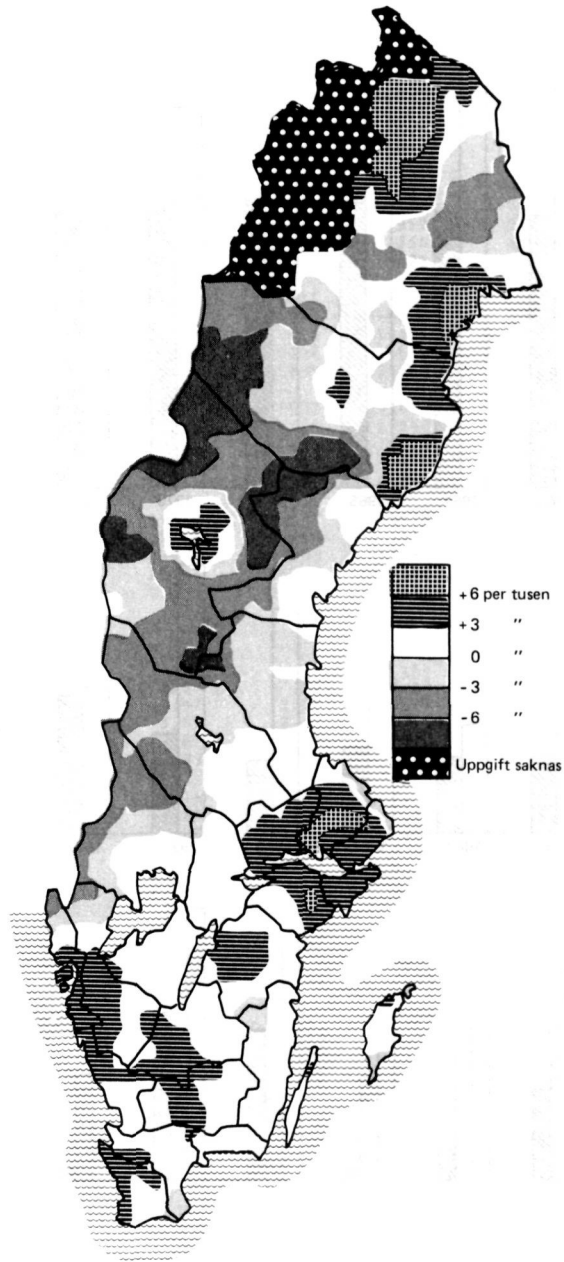 +6 per tusen
+3 "
0 "
-3 "
-6 "
Uppgift saknas